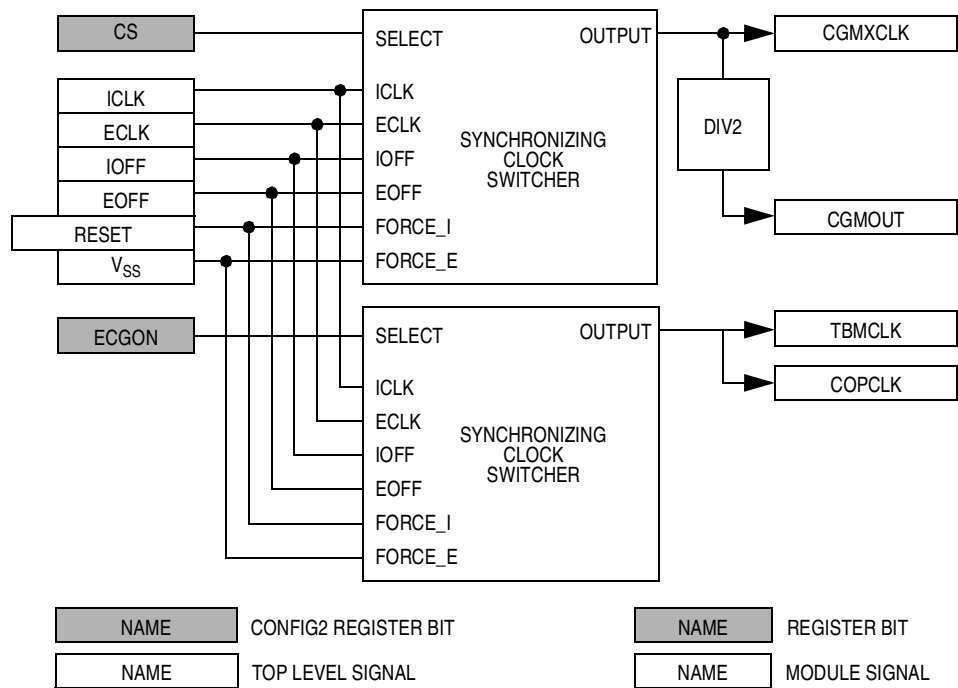 CS
ICLK
ECLK
IOFF
EOFF
RESET
VSS
SELECT
OUTPUT
ICLK
ECLK
IOFF
EOFF
FORCE_I
FORCE_E
SYNCHRONIZING
CLOCK
SWITCHER
CGMXCLK
DIV2
CGMOUT
ECGON
SELECT
OUTPUT
ICLK
ECLK
IOFF
EOFF
FORCE_I
FORCE_E
SYNCHRONIZING
CLOCK
SWITCHER
TBMCLK
COPCLK
NAME CONFIG2 REGISTER BIT
NAME REGISTER BIT
NAME TOP LEVEL SIGNAL
NAME MODULE SIGNAL